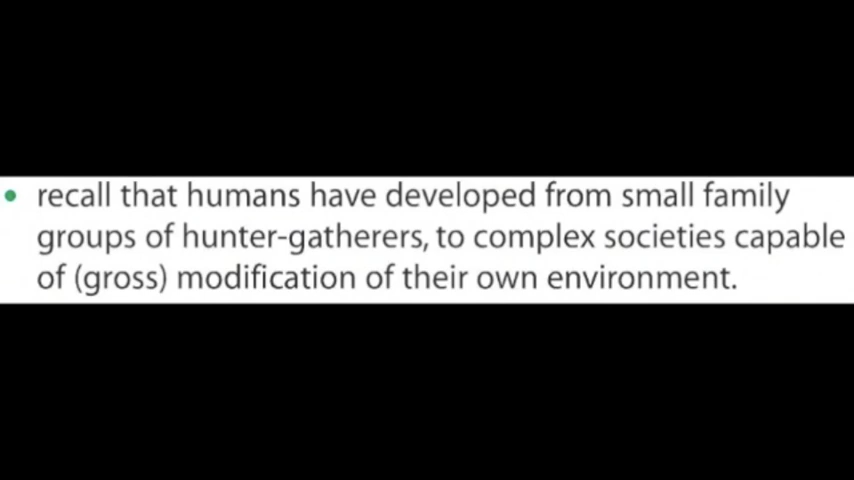 • recall that humans have developed from small family
groups of hunter-gatherers, to complex societies capable
of (gross) modification of their own environment.